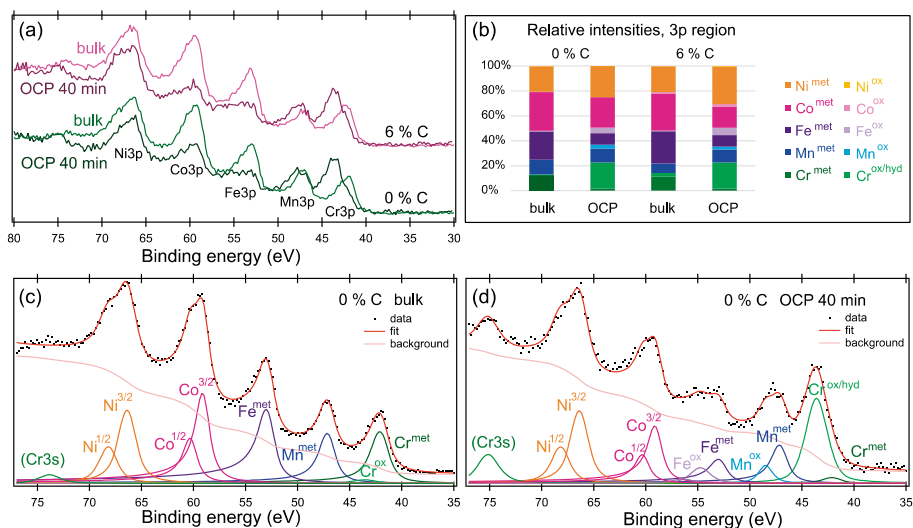 (a)
bulk
OCP 40 min
bulk
OCP 40 min
6 % C
0 % C
Ni3p
Co3p
Fe3p
Mn3p
Cr3p
80 75 70 65 60 55 50 45 40 35 30
Binding energy (eV)
(b) Relative intensities, 3p region
0 % C 6 % C
100%
80%
60%
40%
20%
0%
bulk OCP bulk OCP
Ni met Ni ox
Co met Co ox
Fe met Fe ox
Mn met Mn ox
Cr met Cr ox/hyd
(c) 0 % C bulk
data
fit
background
(Cr3s)
Ni 1/2
Ni 3/2
Co 1/2
Co 3/2
Fe met
Mn met
Cr ox
Cr met
75 70 65 60 55 50 45 40 35
Binding energy (eV)
(d) 0 % C OCP 40 min
data
fit
background
(Cr3s)
Ni 1/2
Ni 3/2
Co 1/2
Co 3/2
Fe ox
Fe met
Mn ox
Mn met
Cr ox/hyd
Cr met
75 70 65 60 55 50 45 40 35
Binding energy (eV)